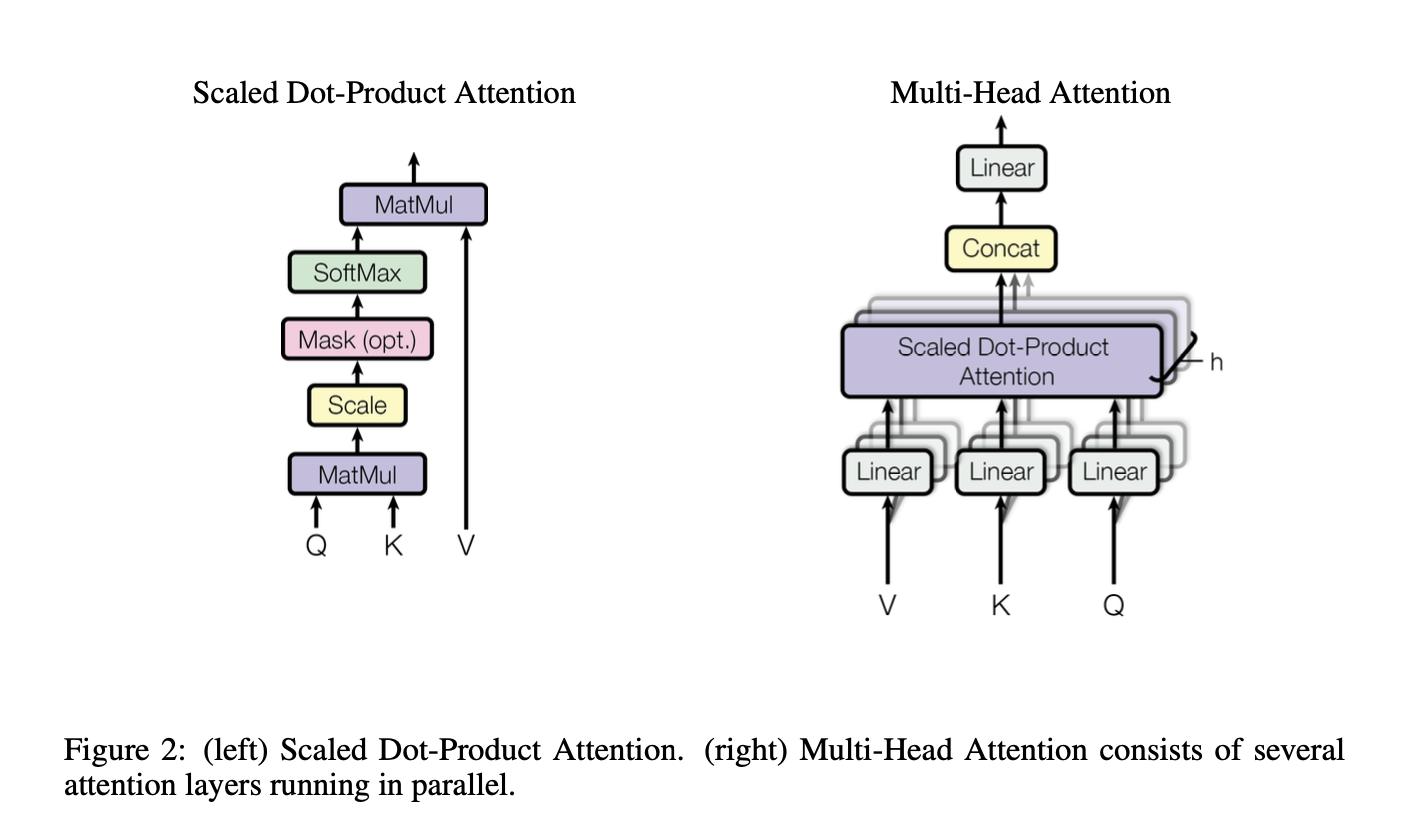 Scaled Dot-Product Attention
MatMul
SoftMax
Mask (opt.)
Scale
MatMul
Q K V
Multi-Head Attention
Linear
Concat
Scaled Dot-Product
Attention
h
Linear Linear Linear
V K Q
Figure 2: (left) Scaled Dot-Product Attention. (right) Multi-Head Attention consists of several
attention layers running in parallel.